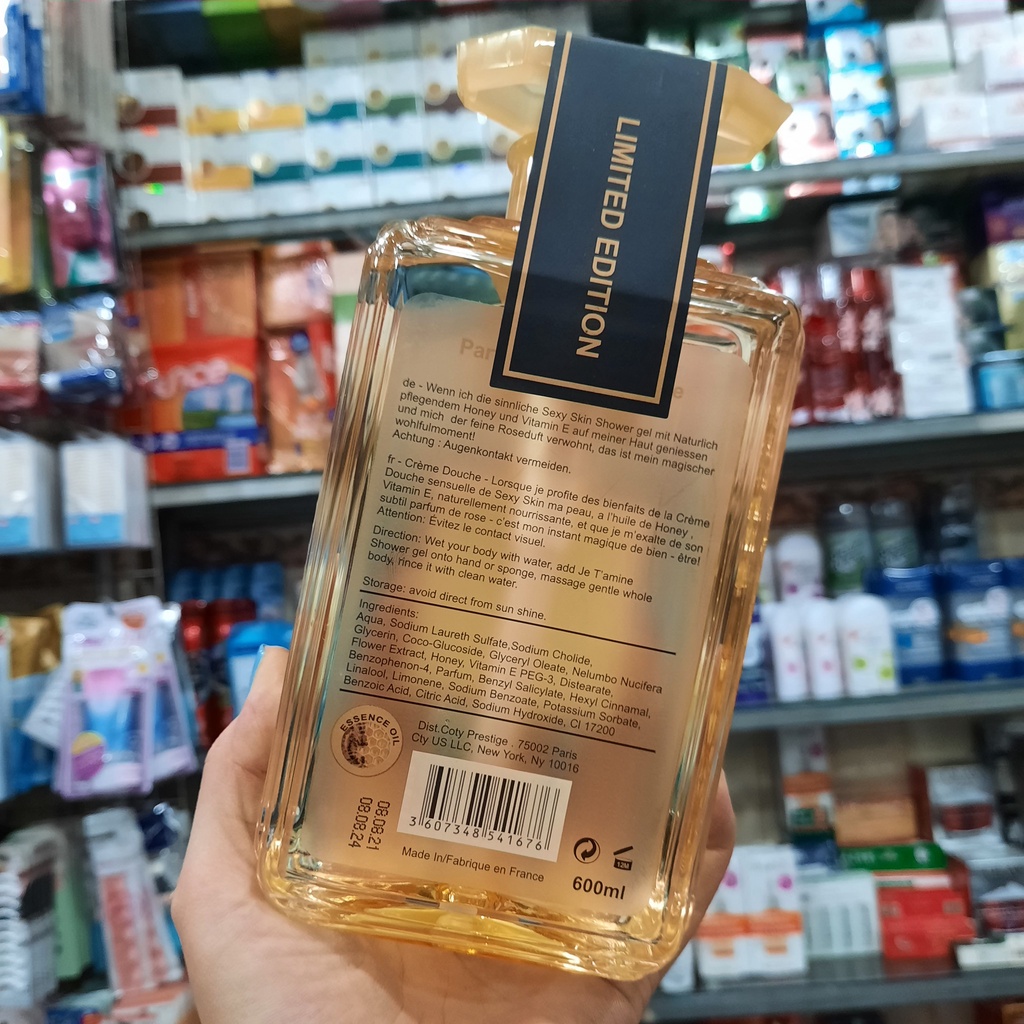 LIMITED EDITION
Par
e
de - Wenn ich die sinnliche Sexy Skin Shower gel mit Naturlich
pflegendem Honey und Vitamin E auf meiner Haut geniessen
und mich der feine Roseduft verwohnt, das ist mein magischer
wohlfulmoment!
Achtung : Augenkontakt vermeiden.
fr - Crème Douche - Lorsque je profite des bienfaits de la Crème
Douche sensuelle de Sexy Skin ma peau, a l'huile de Honey ,
Vitamin E, naturellement nourrissante, et que je m'exalte de son
subtil parfum de rose - c'est mon instant magique de bien - être!
Attention: Évitez le contact visuel.
Direction: Wet your body with water, add Je T'amine
Shower gel onto hand or sponge, massage gentle whole
body, rince it with clean water.
Storage: avoid direct from sun shine.
Ingredients:
Aqua, Sodium Laureth Sulfate,Sodium Cholide,
Glycerin, Coco-Glucoside, Glyceryl Oleate, Nelumbo Nucifera
Flower Extract, Honey, Vitamin E PEG-3, Distearate,
Benzophenon-4, Parfum, Benzyl Salicylate, Hexyl Cinnamal,
Linalool, Limonene, Sodium Benzoate, Potassium Sorbate,
Benzoic Acid, Citric Acid, Sodium Hydroxide, CI 17200
ESSENCE OIL
Dist.Coty Prestige . 75002 Paris
Cty US LLC, New York, Ny 10016
3 607348 541676
08.08.21
08.08.24
Made In/Fabrique en France
12M
600ml